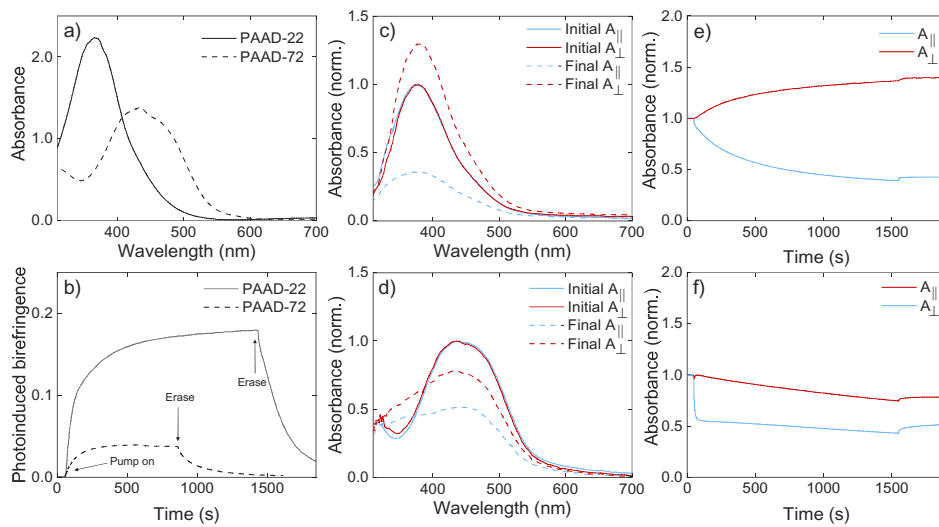 a)
PAAD-22
PAAD-72
Absorbance
2.0
1.0
0.0
400
500
600
700
Wavelength (nm)
b)
PAAD-22
PAAD-72
Photoinduced birefringence
0.2
0.1
0.0
Erase
Erase
Pump on
0
500
1000
1500
Time (s)
c)
Initial A||
Initial A⊥
Final A||
Final A⊥
Absorbance (norm.)
1.0
0.5
0.0
400
500
600
700
Wavelength (nm)
d)
Initial A||
Initial A⊥
Final A||
Final A⊥
Absorbance (norm.)
1.5
1.0
0.5
0.0
400
500
600
700
Wavelength (nm)
e)
A||
A⊥
Absorbance (norm.)
2.0
1.5
1.0
0.5
0.0
0
500
1000
1500
Time (s)
f)
A||
A⊥
Absorbance (norm.)
2.0
1.5
1.0
0.5
0.0
0
500
1000
1500
Time (s)